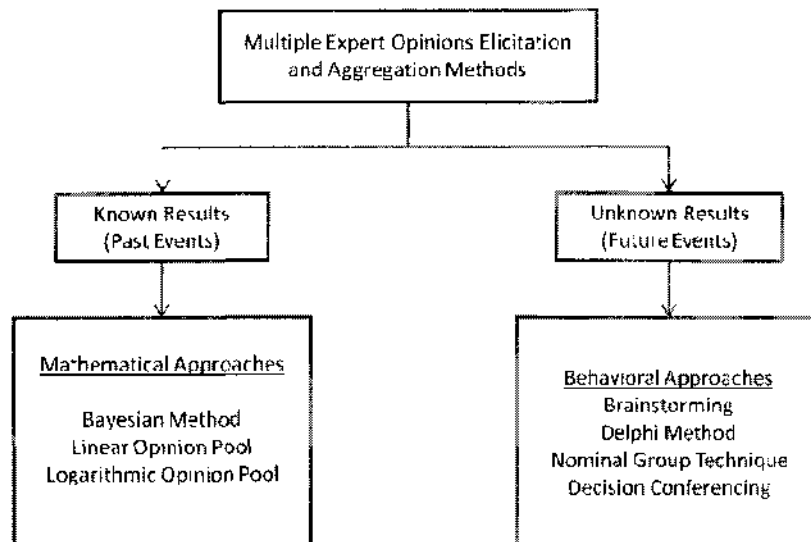 Multiple Expert Opinions Elicitation
and Aggregation Methods
Known Results
(Past Events)
Unknown Results
(Future Events)
Mathematical Approaches
Bayesian Method
Linear Opinion Pool
Logarithmic Opinion Pool
Behavioral Approaches
Brainstorming
Delphi Method
Nominal Group Technique
Decision Conferencing